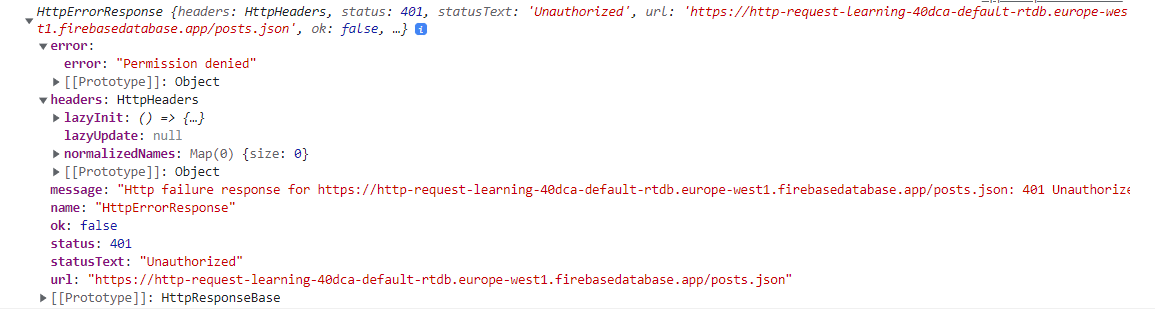 HttpErrorResponse {headers: HttpHeaders, status: 401, statusText: 'Unauthorized', url: 'https://http-request-learning-40dca-default-rtdb.europe-wes
t1.firebasedatabase.app/posts.json', ok: false, …} i
error:
error: "Permission denied"
[[Prototype]]: Object
headers: HttpHeaders
lazyInit: () => {…}
lazyUpdate: null
normalizedNames: Map(0) {size: 0}
[[Prototype]]: Object
message: "Http failure response for https://http-request-learning-40dca-default-rtdb.europe-west1.firebasedatabase.app/posts.json: 401 Unauthorize
name: "HttpErrorResponse"
ok: false
status: 401
statusText: "Unauthorized"
url: "https://http-request-learning-40dca-default-rtdb.europe-west1.firebasedatabase.app/posts.json"
[[Prototype]]: HttpResponseBase